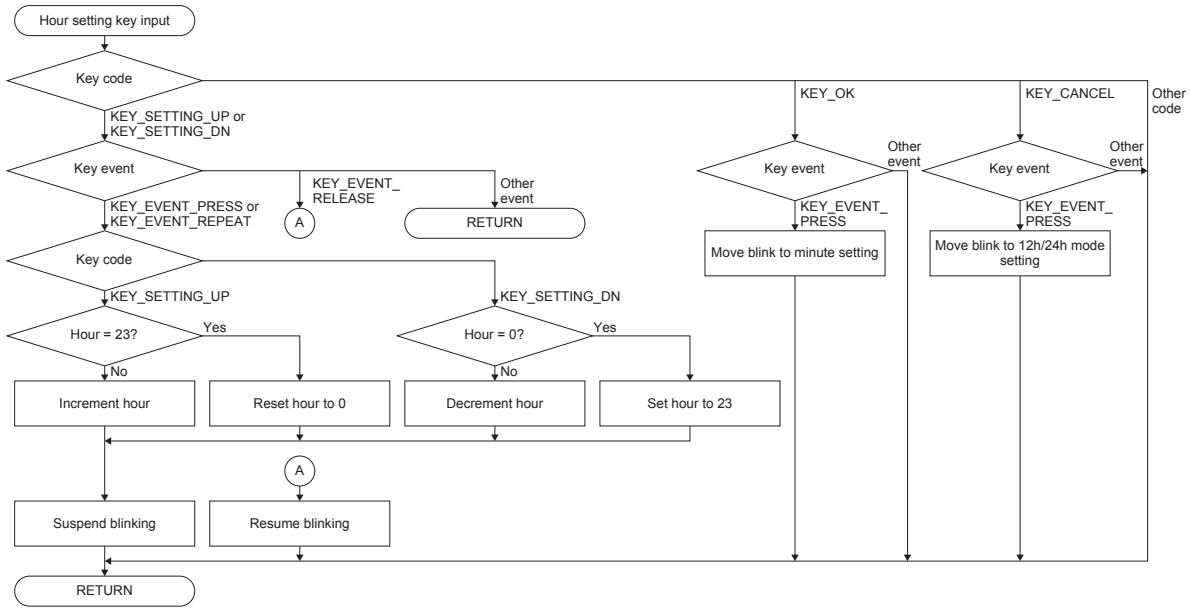 Hour setting key input
Key code
KEY_OK
KEY_CANCEL
Other
code
KEY_SETTING_UP or
KEY_SETTING_DN
Key event
KEY_EVENT_
RELEASE
Other
event
Key event
Other
event
Key event
Other
event
KEY_EVENT_PRESS or
KEY_EVENT_REPEAT
A
RETURN
KEY_EVENT_
PRESS
KEY_EVENT_
PRESS
Key code
Move blink to minute setting
Move blink to 12h/24h mode
setting
KEY_SETTING_UP
KEY_SETTING_DN
Hour = 23?
Yes
Hour = 0?
Yes
No
No
Increment hour
Reset hour to 0
Decrement hour
Set hour to 23
A
Suspend blinking
Resume blinking
RETURN